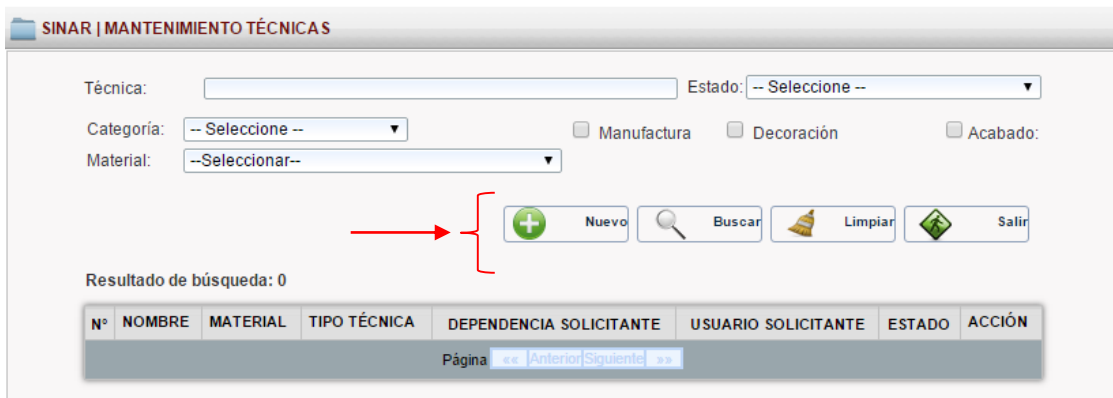 SINAR | MANTENIMIENTO TÉCNICAS
Técnica: Estado: -- Seleccione --
Categoría: -- Seleccione -- Manufactura Decoración Acabado:
Material: --Seleccionar--
Nuevo Buscar Limpiar Salir
Resultado de búsqueda: 0
N° NOMBRE MATERIAL TIPO TÉCNICA DEPENDENCIA SOLICITANTE USUARIO SOLICITANTE ESTADO ACCIÓN
Página «« Anterior Siguiente »»